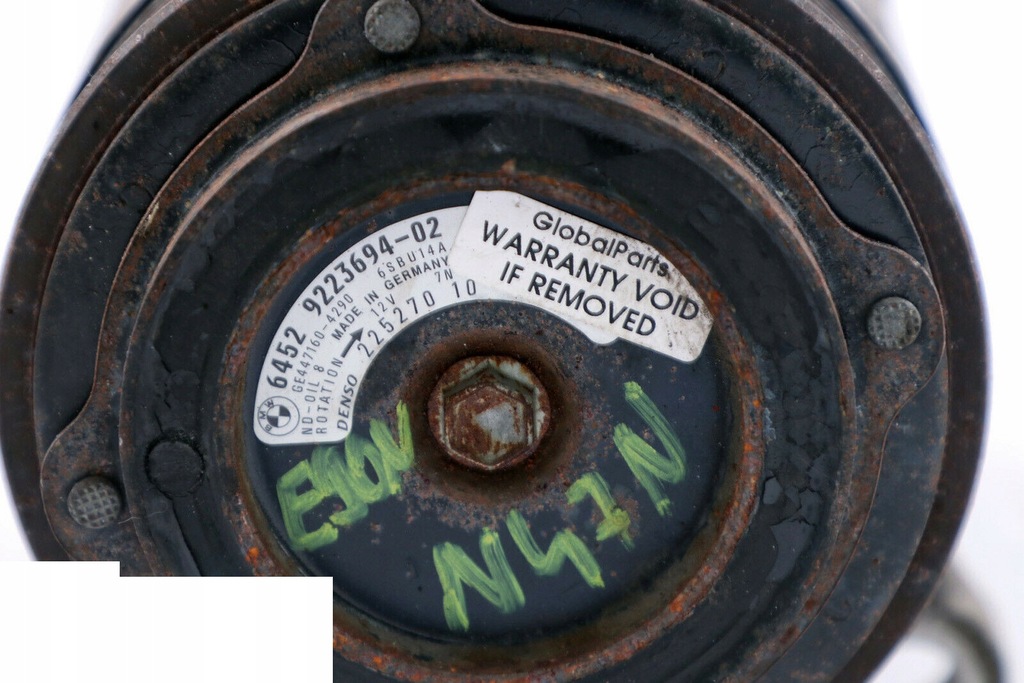 6452 9223694-02
GE447160-4290 6SBU14A
ND-OIL 8 MADE IN GERMANY
ROTATION 12V 7N
DENSO 225270 10
BMW
GlobalParts
WARRANTY VOID
IF REMOVED
E90N
N47N